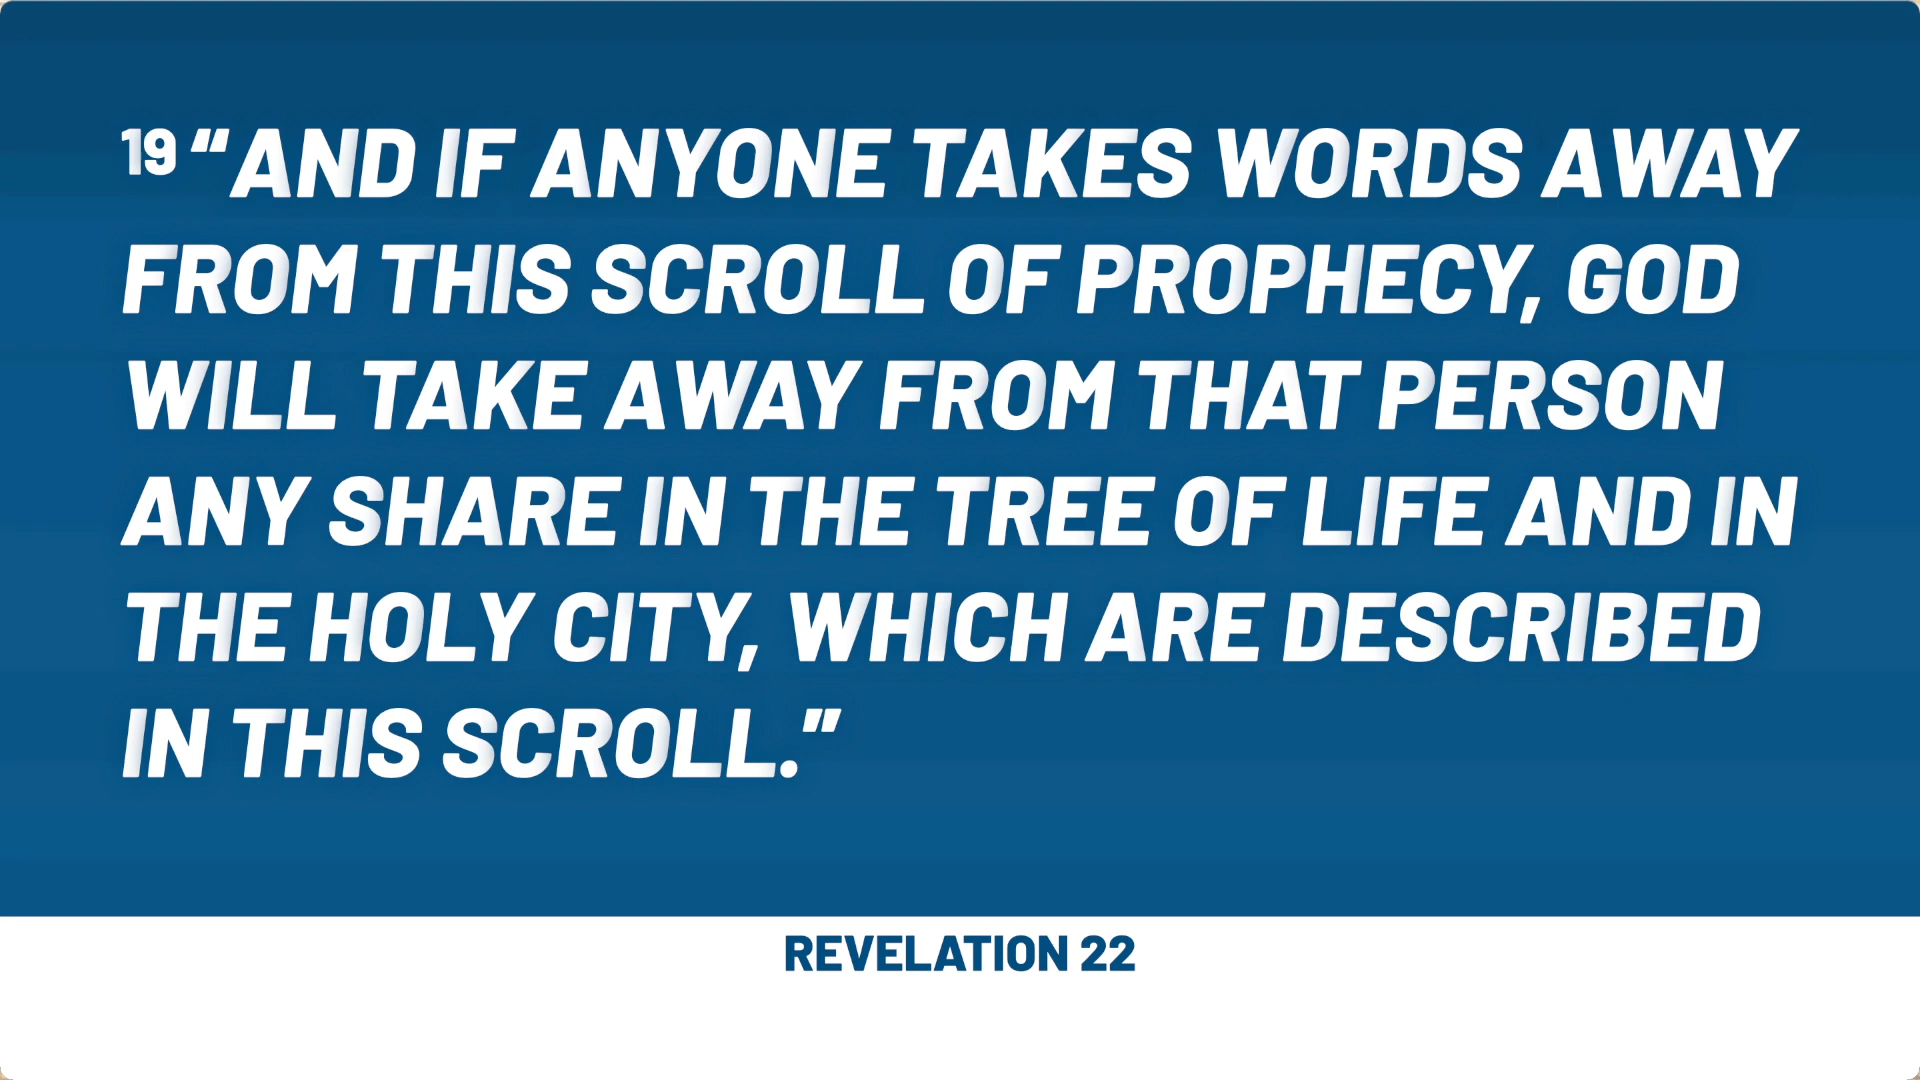 19 “AND IF ANYONE TAKES WORDS AWAY
FROM THIS SCROLL OF PROPHECY, GOD
WILL TAKE AWAY FROM THAT PERSON
ANY SHARE IN THE TREE OF LIFE AND IN
THE HOLY CITY, WHICH ARE DESCRIBED
IN THIS SCROLL.”
REVELATION 22